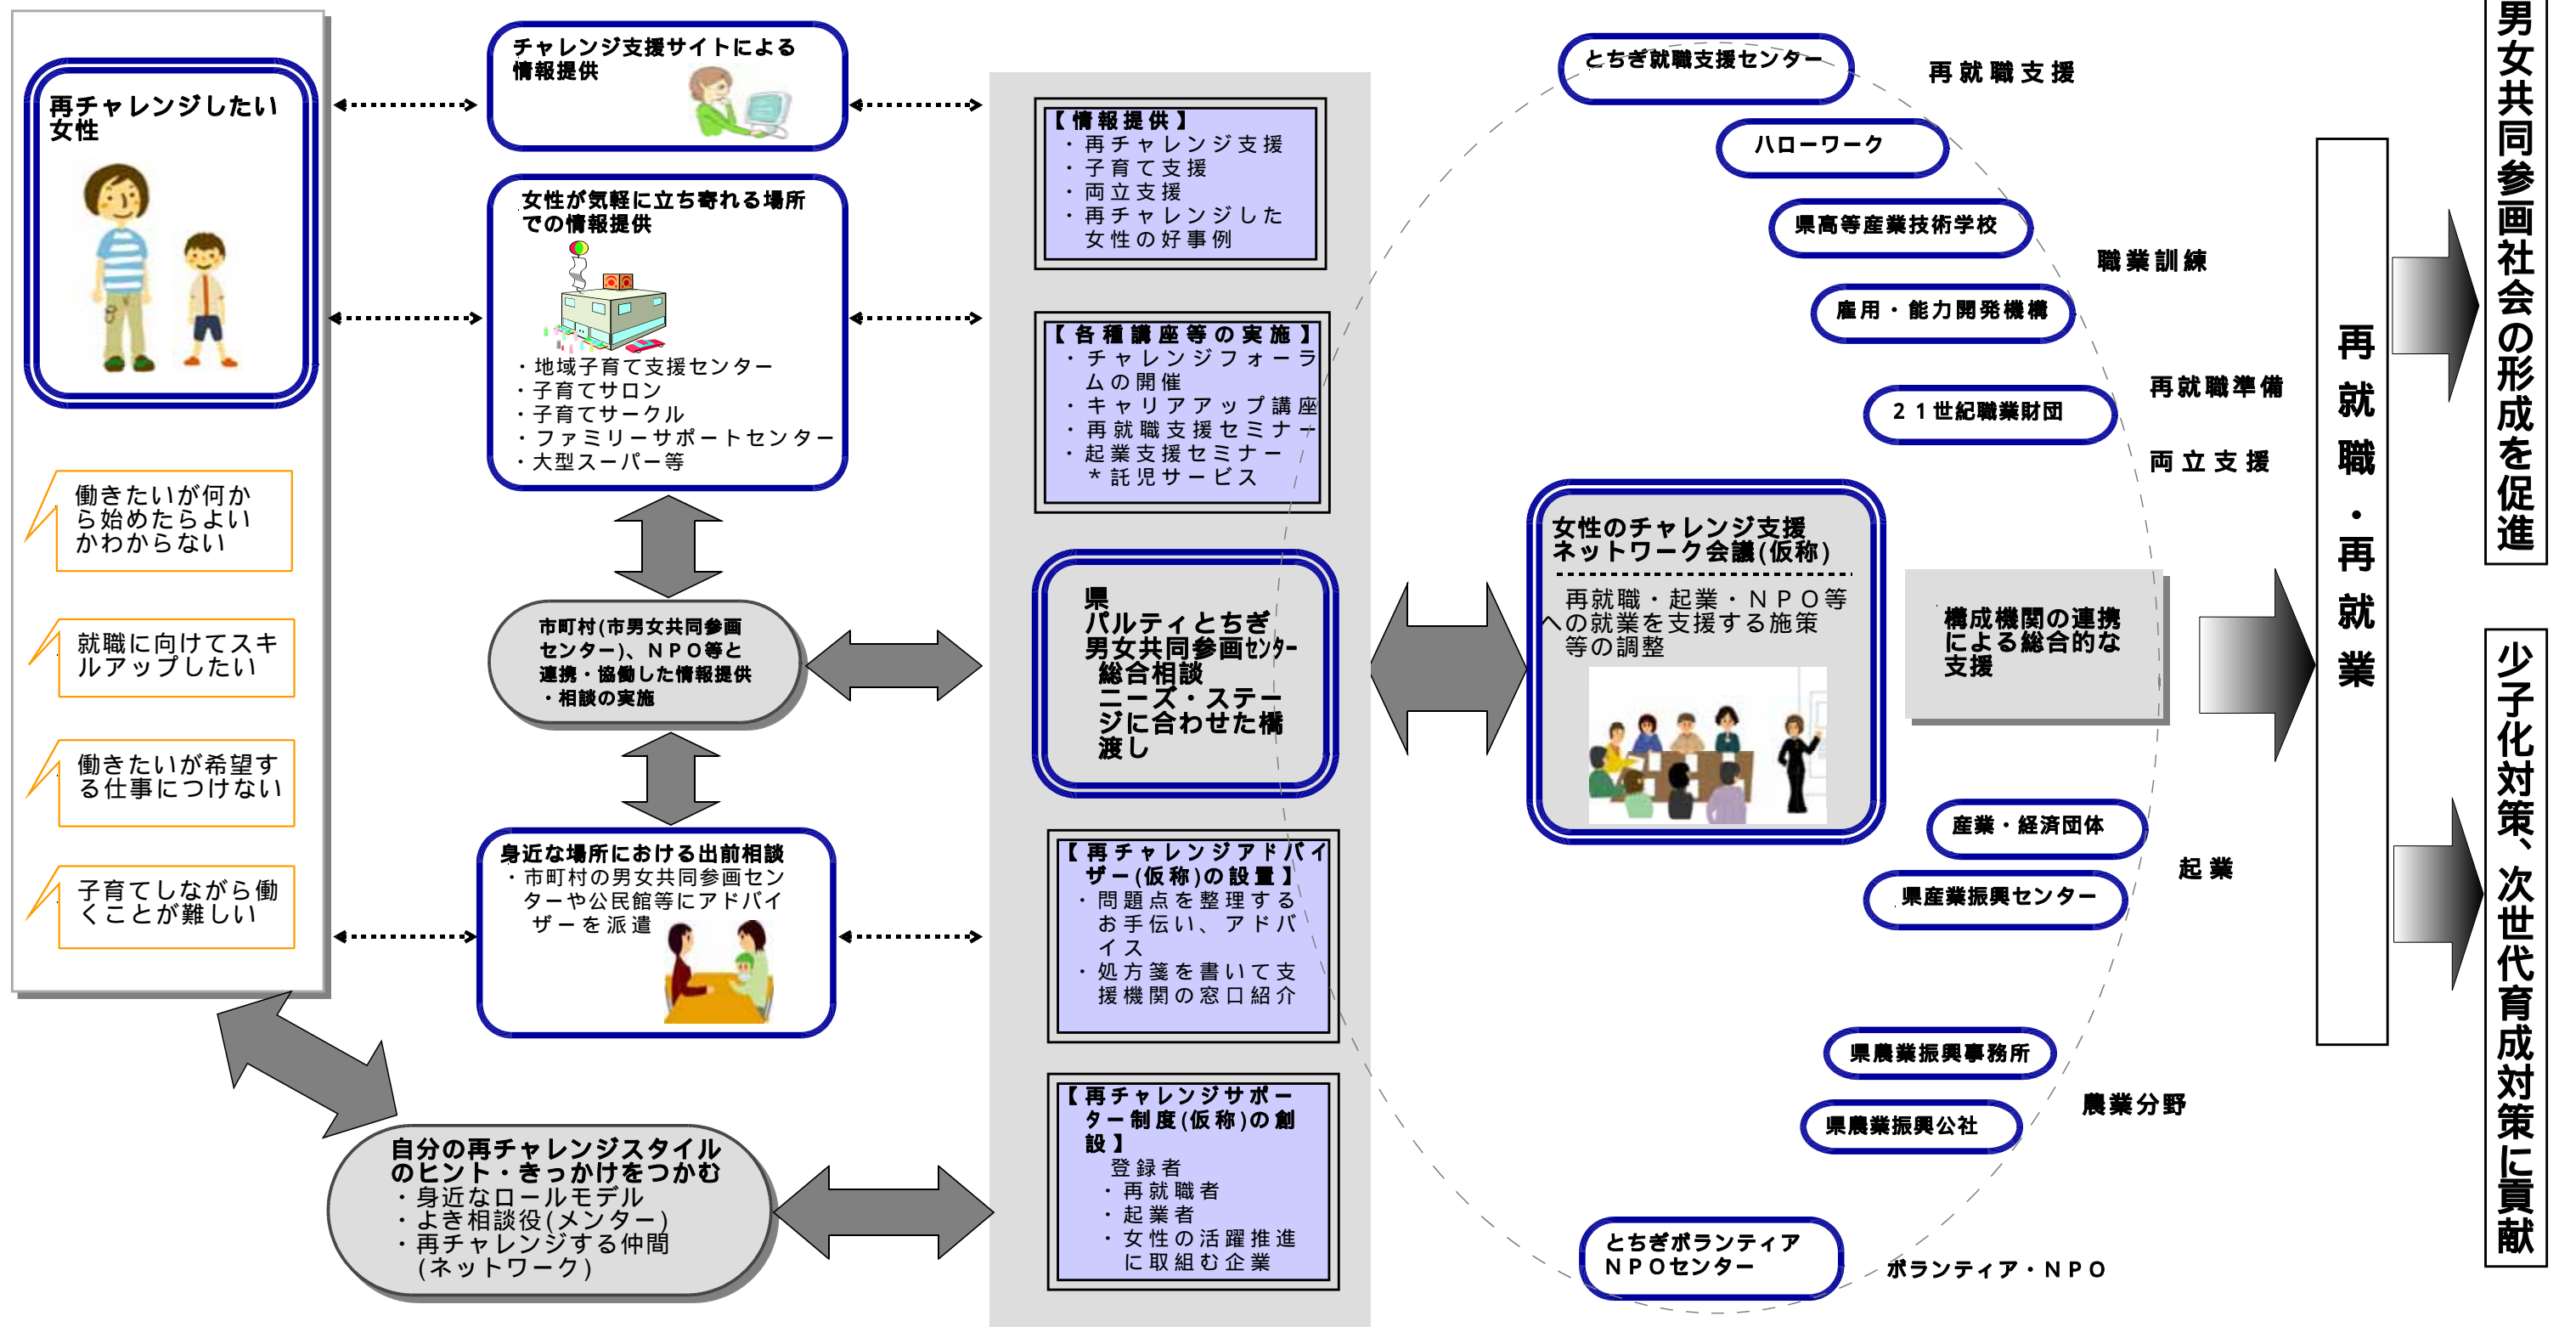 再チャレンジしたい
女性
働きたいが何か
ら始めたらよい
かわからない
就職に向けてスキ
ルアップしたい
働きたいが希望す
る仕事につけない
子育てしながら働
くことが難しい
チャレンジ支援サイトによる
情報提供
女性が気軽に立ち寄れる場所
での情報提供
・地域子育て支援センター
・子育てサロン
・子育てサークル
・ファミリーサポートセンター
・大型スーパー等
市町村(市男女共同参画
センター)、ＮＰＯ等と
連携・協働した情報提供
・相談の実施
身近な場所における出前相談
・市町村の男女共同参画セン
ターや公民館等にアドバイ
ザーを派遣
自分の再チャレンジスタイル
のヒント・きっかけをつかむ
・身近なロールモデル
・よき相談役(メンター)
・再チャレンジする仲間
(ネットワーク)
【情報提供】
・再チャレンジ支援
・子育て支援
・両立支援
・再チャレンジした
女性の好事例
【各種講座等の実施】
・チャレンジフォーラ
ムの開催
・キャリアアップ講座
・再就職支援セミナー
・起業支援セミナー
＊託児サービス
県
パルティとちぎ
男女共同参画ｾﾝﾀｰ
総合相談
ニーズ・ステー
ジに合わせた橋
渡し
【再チャレンジアドバイ
ザー(仮称)の設置】
・問題点を整理する
お手伝い、アドバ
イス
・処方箋を書いて支
援機関の窓口紹介
【再チャレンジサポー
ター制度(仮称)の創
設】
登録者
・再就職者
・起業者
・女性の活躍推進
に取組む企業
とちぎ就職支援センター
再就職支援
ハローワーク
県高等産業技術学校
職業訓練
雇用・能力開発機構
再就職準備
２１世紀職業財団
両立支援
女性のチャレンジ支援
ネットワーク会議(仮称)
再就職・起業・ＮＰＯ等
への就業を支援する施策
等の調整
構成機関の連携
による総合的な
支援
産業・経済団体
起業
県産業振興センター
県農業振興事務所
農業分野
県農業振興公社
とちぎボランティア
ＮＰＯセンター
ボランティア・ＮＰＯ
再就職・再就業
男女共同参画社会の形成を促進
少子化対策、次世代育成対策に貢献